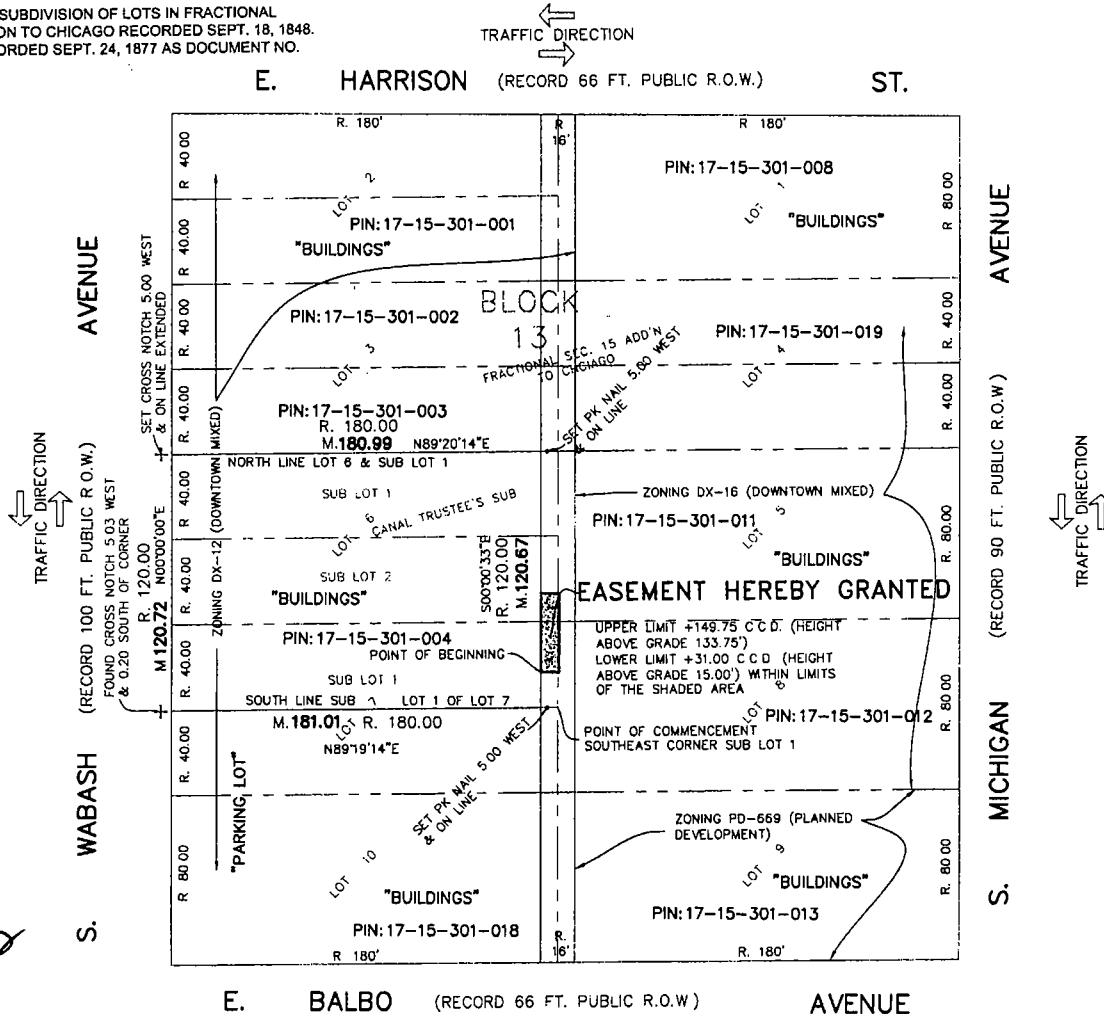 SUBDIVISION OF LOTS IN FRACTIONAL
ON TO CHICAGO RECORDED SEPT. 18, 1848.
ORDED SEPT. 24, 1877 AS DOCUMENT NO.
TRAFFIC DIRECTION
E. HARRISON (RECORD 66 FT. PUBLIC R.O.W.) ST.
R. 180'
R
16'
R 180'
R 40 00
LOT 2
PIN: 17-15-301-001
"BUILDINGS"
R 40.00
PIN: 17-15-301-008
LOT 1
"BUILDINGS"
R 80 00
AVENUE
AVENUE
SET CROSS NOTCH 5.00 WEST
& ON LINE EXTENDED
R. 40.00
PIN: 17-15-301-002
BLOCK
13
FRACTIONAL SEC. 15 ADD'N
TO CHCIAGO
LOT 3
R. 40.00
PIN: 17-15-301-003
R. 180.00
M.180.99 N89°20'14"E
SET PK NAIL 5.00 WEST
& ON LINE
PIN: 17-15-301-019
LOT 4
R. 40 00
R. 40.00
NORTH LINE LOT 6 & SUB LOT 1
TRAFFIC DIRECTION
(RECORD 100 FT. PUBLIC R O.W.)
FOUND CROSS NOTCH 5 03 WEST
& 0.20 SOUTH OF CORNER
R. 120.00
M 120.72 N00°00'00"E
R. 40.00
R. 40.00
R. 40.00
ZONING DX-12 (DOWNTOWN MIXED)
SUB LOT 1
LOT 6 CANAL TRUSTEE'S SUB
SUB LOT 2
"BUILDINGS"
S00°00'33"E
R. 120.00
M.120.67
PIN: 17-15-301-004
POINT OF BEGINNING
SUB LOT 1
SOUTH LINE SUB LOT 1 OF LOT 7
M.181.01 R. 180.00
N89°19'14"E
LOT 7
ZONING DX-16 (DOWNTOWN MIXED)
PIN: 17-15-301-011
LOT 5
"BUILDINGS"
R. 80.00
EASEMENT HEREBY GRANTED
UPPER LIMIT +149.75 C C D. (HEIGHT
ABOVE GRADE 133.75')
LOWER LIMIT +31.00 C C D (HEIGHT
ABOVE GRADE 15.00') WITHIN LIMITS
OF THE SHADED AREA
LOT 8
PIN: 17-15-301-012
R. 80 00
POINT OF COMMENCEMENT
SOUTHEAST CORNER SUB LOT 1
(RECORD 90 FT. PUBLIC R.O.W)
TRAFFIC DIRECTION
R. 40 00
"PARKING LOT"
SET PK NAIL 5 00 WEST
& ON LINE
ZONING PD-669 (PLANNED
DEVELOPMENT)
S. WABASH
S. MICHIGAN
R 80 00
LOT 10
"BUILDINGS"
PIN: 17-15-301-018
R 180'
R.
16'
LOT 9
"BUILDINGS"
PIN: 17-15-301-013
R. 80.00
R. 180'
E. BALBO (RECORD 66 FT. PUBLIC R.O.W) AVENUE